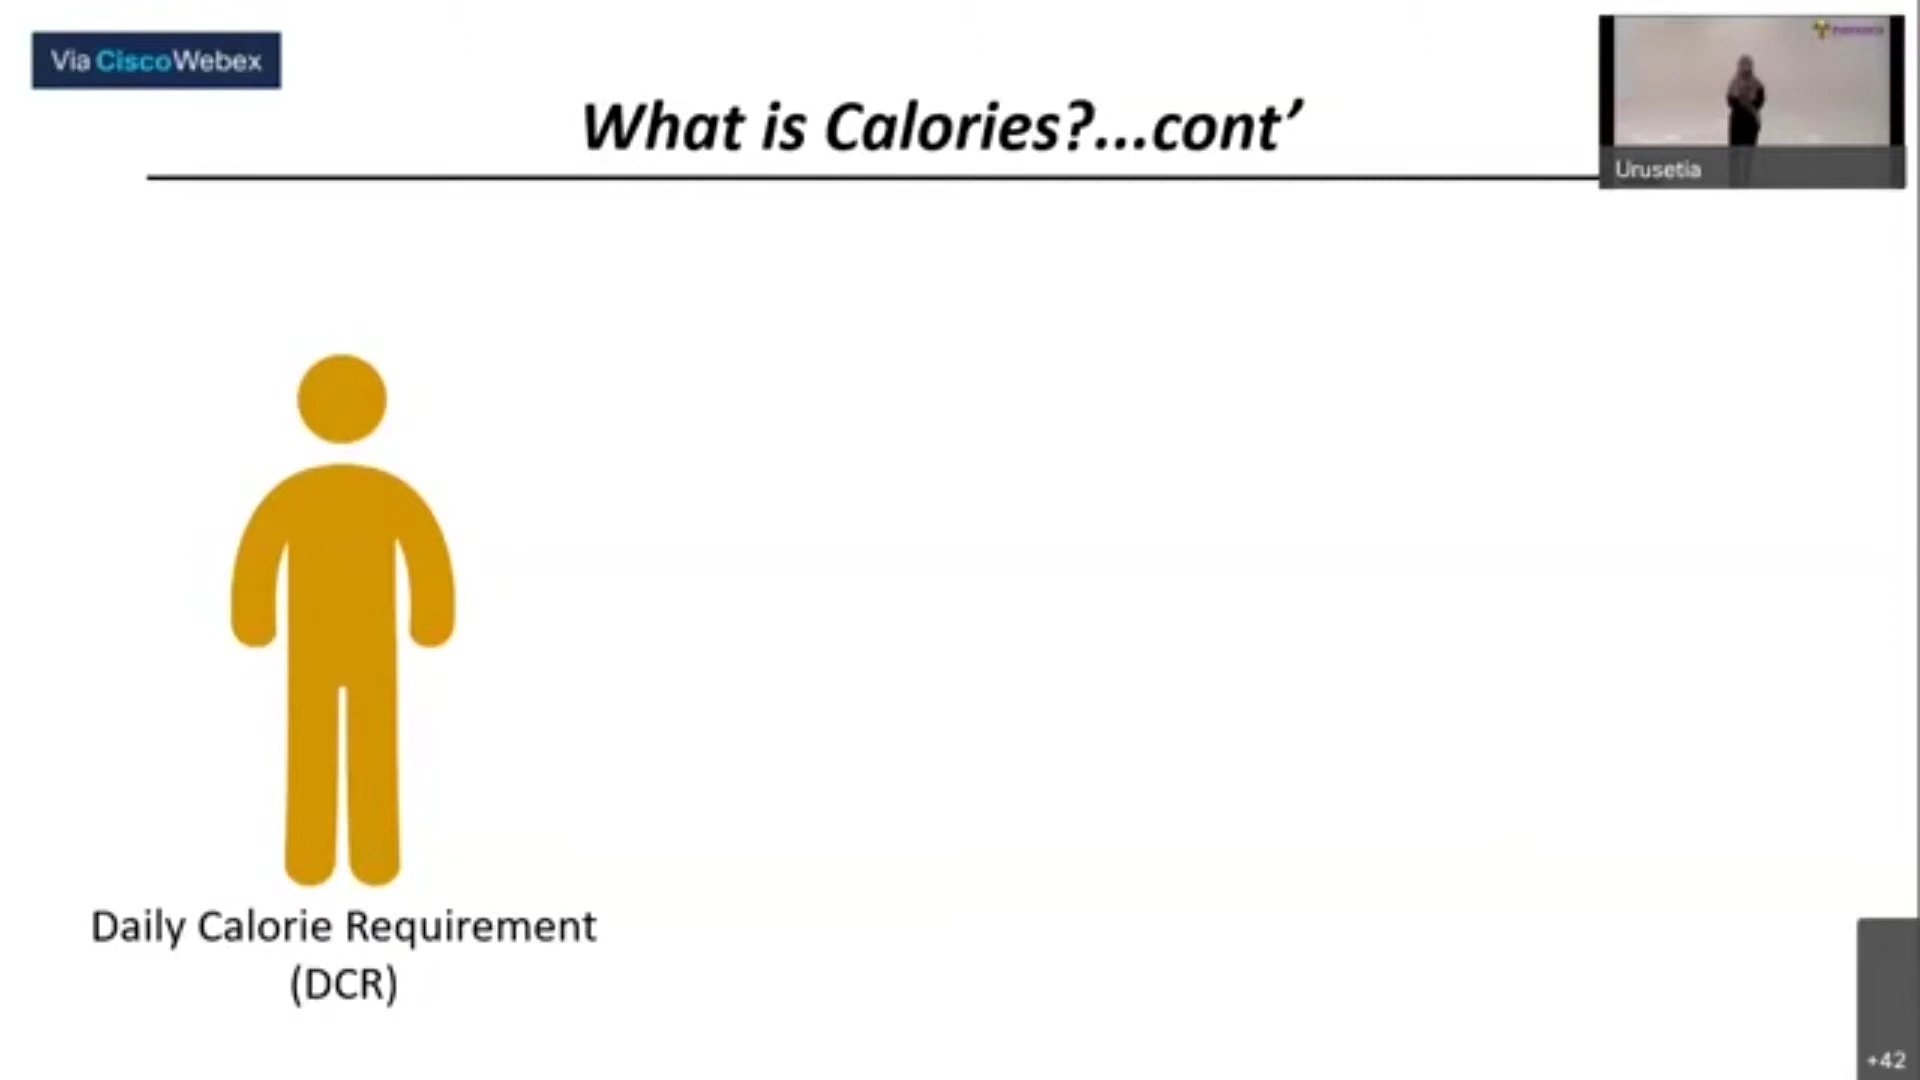 Via CiscoWebex
What is Calories?...cont’
Urusetia
Daily Calorie Requirement
(DCR)
+42